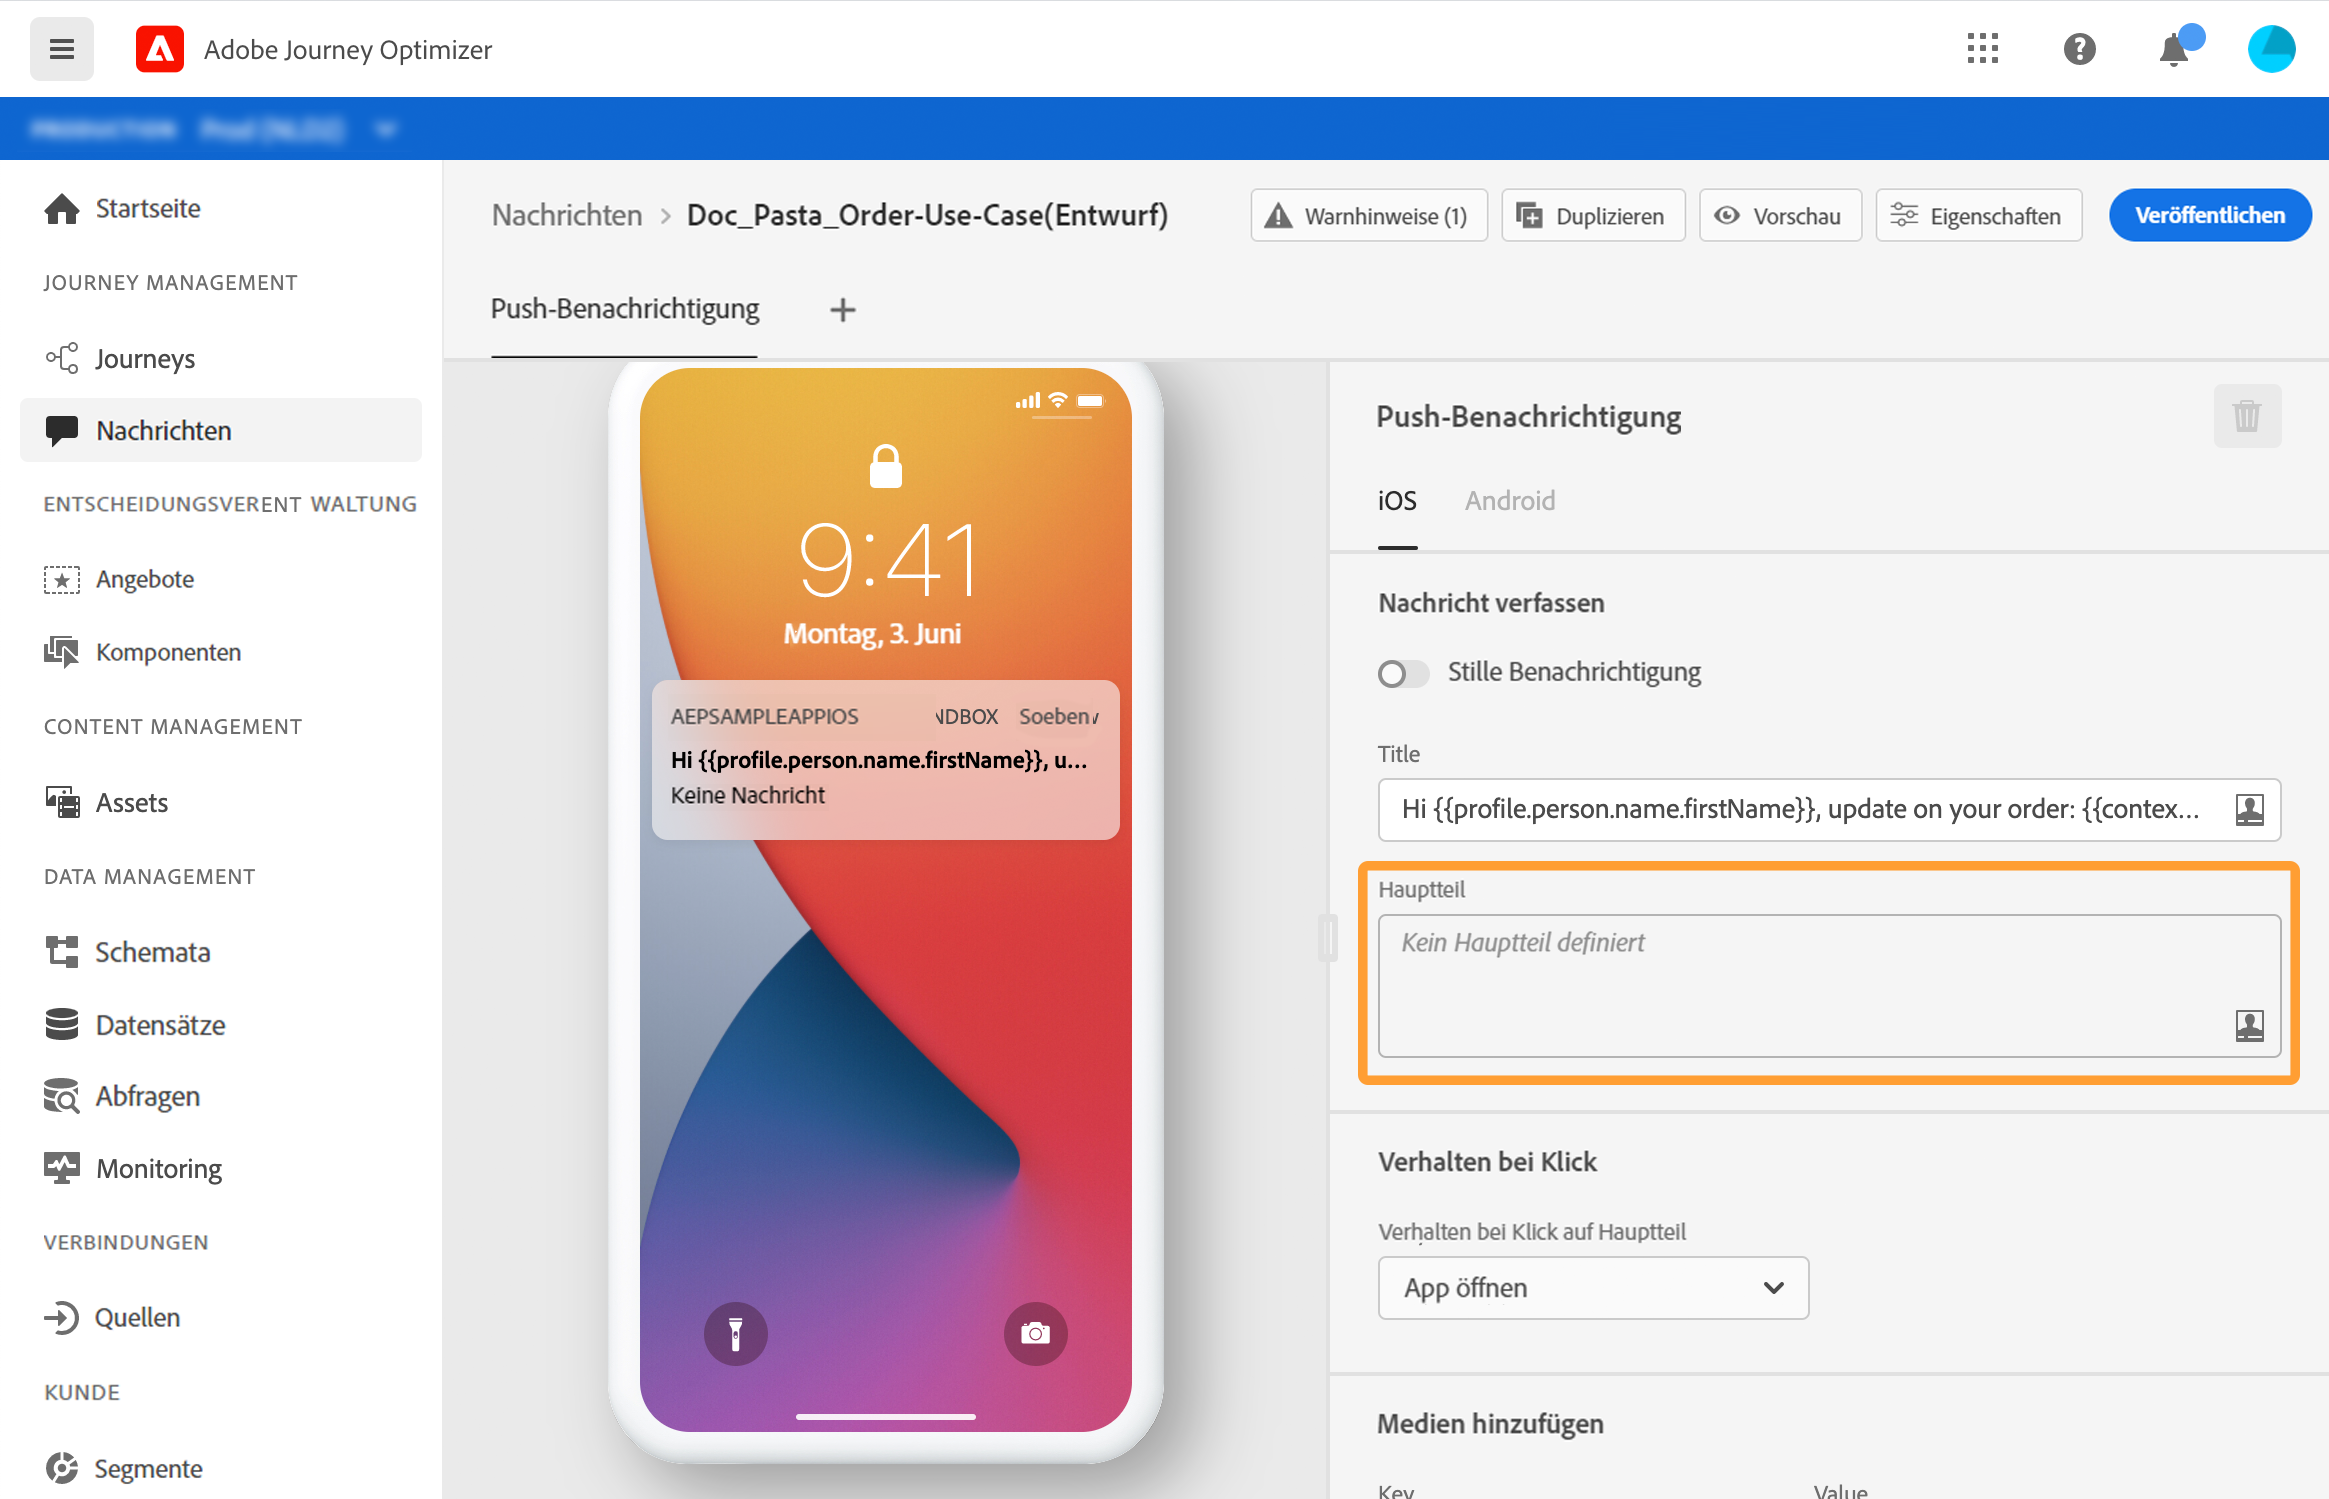 Adobe Journey Optimizer
Startseite
JOURNEY MANAGEMENT
Journeys
Nachrichten
ENTSCHEIDUNGSVERENT WALTUNG
Angebote
Komponenten
CONTENT MANAGEMENT
Assets
DATA MANAGEMENT
Schemata
Datensätze
Abfragen
Monitoring
VERBINDUNGEN
Quellen
KUNDE
Segmente
Nachrichten > Doc_Pasta_Order-Use-Case(Entwurf)
Warnhinweise (1)
Duplizieren
Vorschau
Eigenschaften
Veröffentlichen
Push-Benachrichtigung +
9:41
Montag, 3. Juni
AEPSAMPLEAPPIOS NDBOX Soeben
Hi {{profile.person.name.firstName}}, u...
Keine Nachricht
Push-Benachrichtigung
iOS Android
Nachricht verfassen
Stille Benachrichtigung
Title
Hi {{profile.person.name.firstName}}, update on your order: {{contex...
Hauptteil
Kein Hauptteil definiert
Verhalten bei Klick
Verhalten bei Klick auf Hauptteil
App öffnen
Medien hinzufügen
Key Value